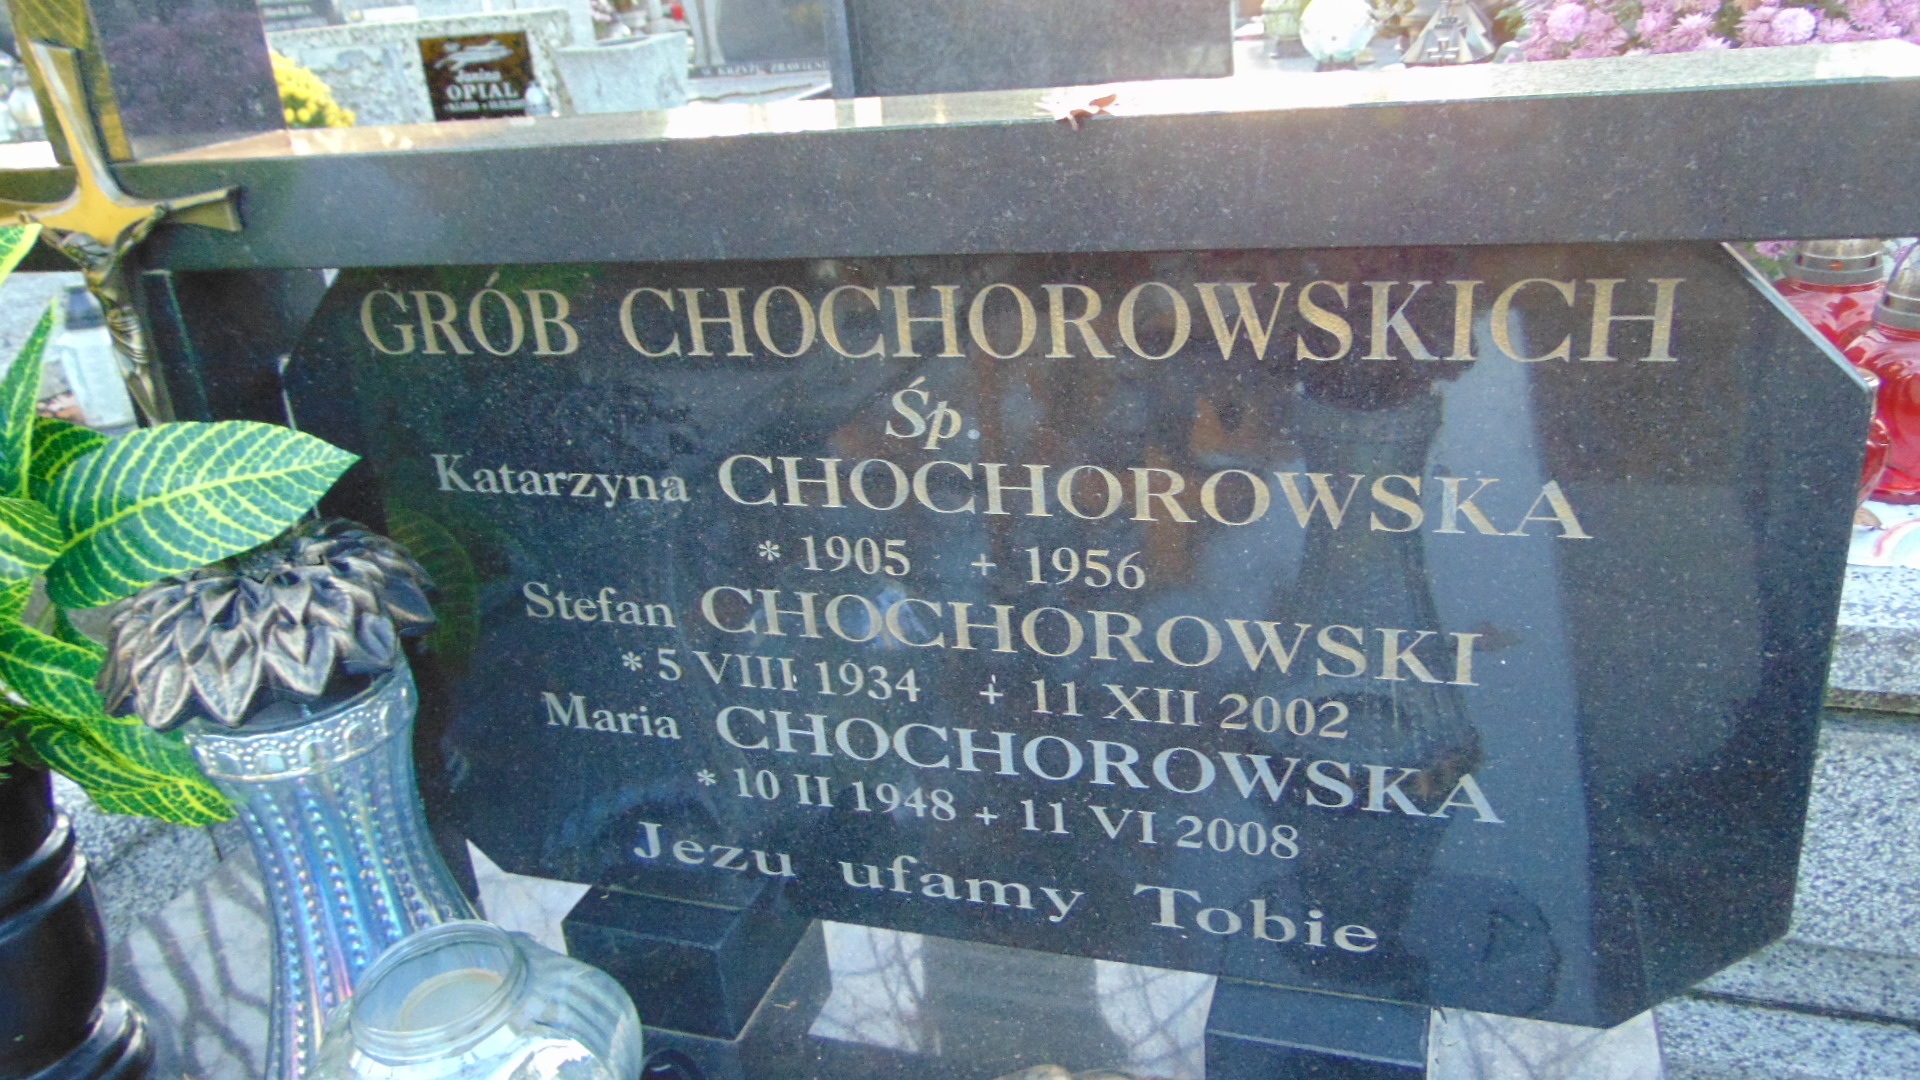 OPIAL
GRÓB CHOCHOROWSKICH
Śp.
Katarzyna CHOCHOROWSKA
* 1905 + 1956
Stefan CHOCHOROWSKI
* 5 VIII 1934 + 11 XII 2002
Maria CHOCHOROWSKA
* 10 II 1948 + 11 VI 2008
Jezu ufamy Tobie